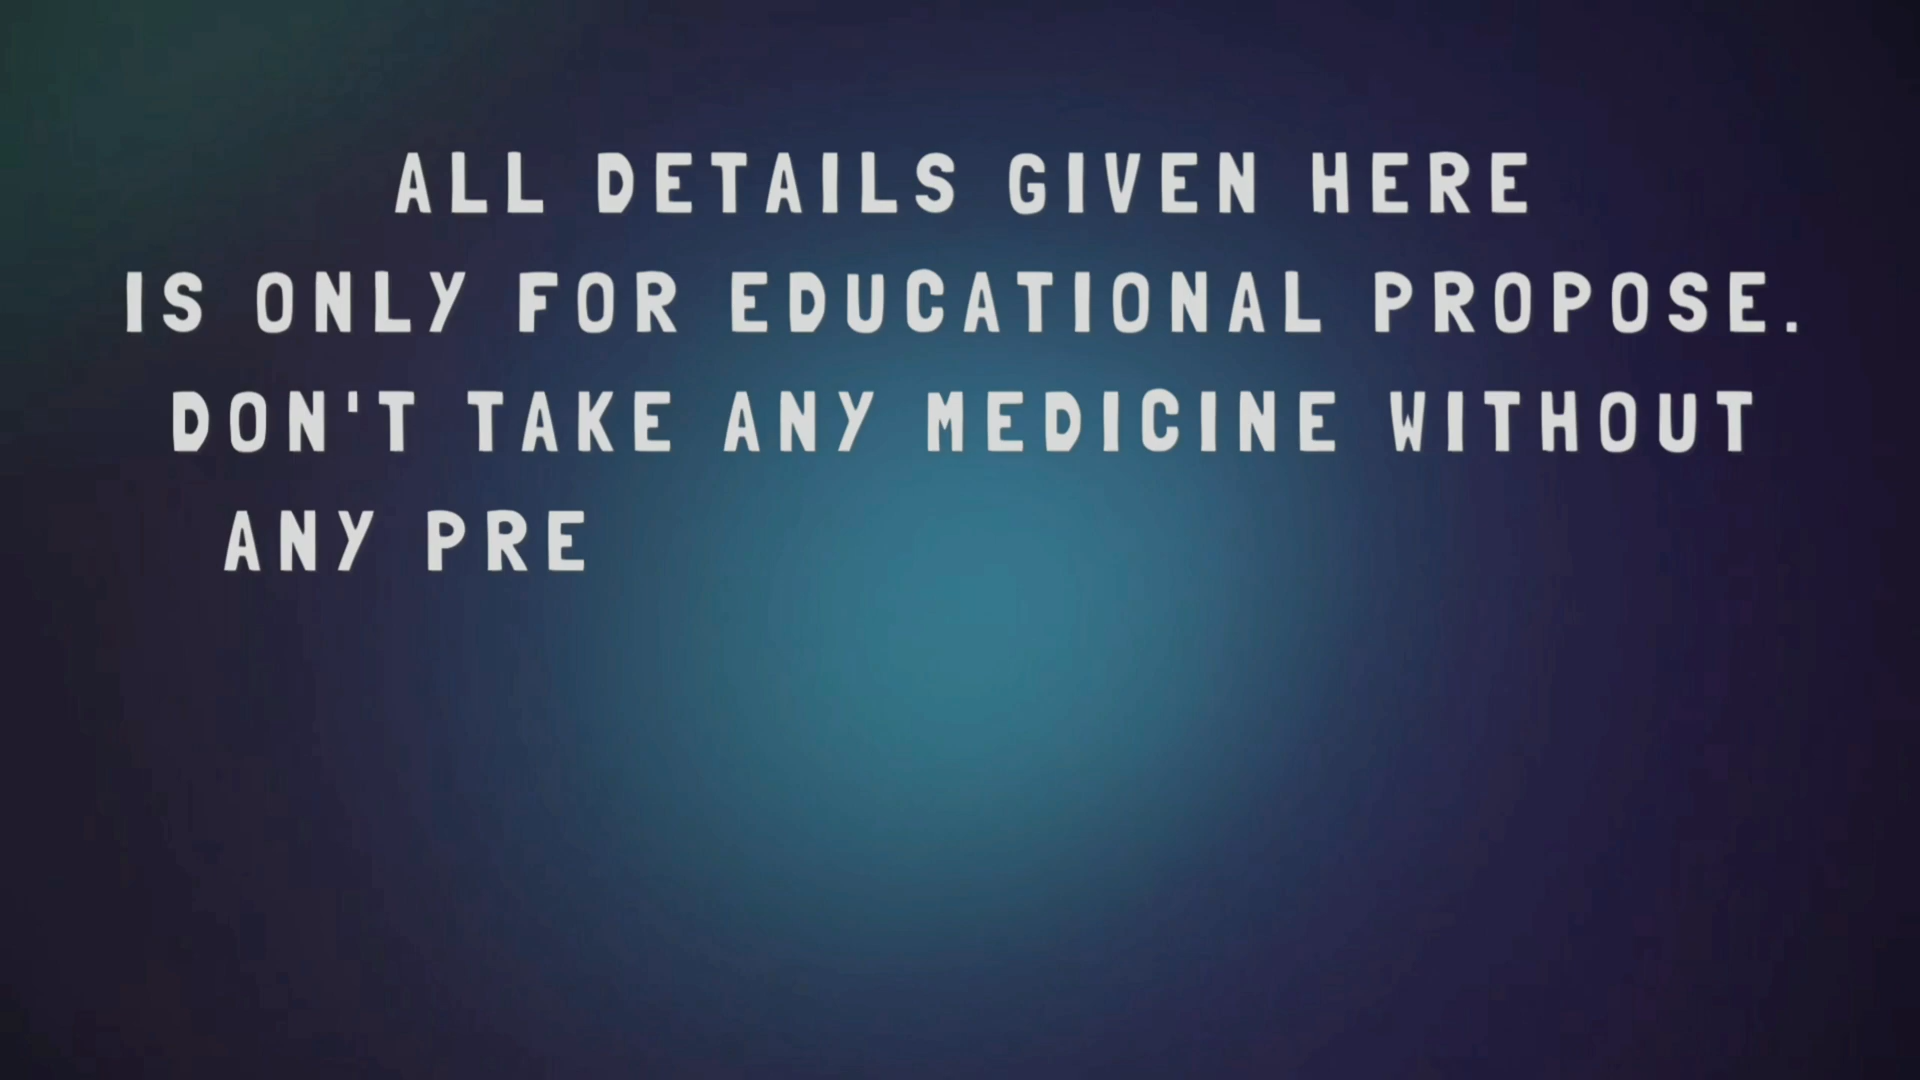 ALL DETAILS GIVEN HERE
IS ONLY FOR EDUCATIONAL PROPOSE.
DON'T TAKE ANY MEDICINE WITHOUT
ANY PRE